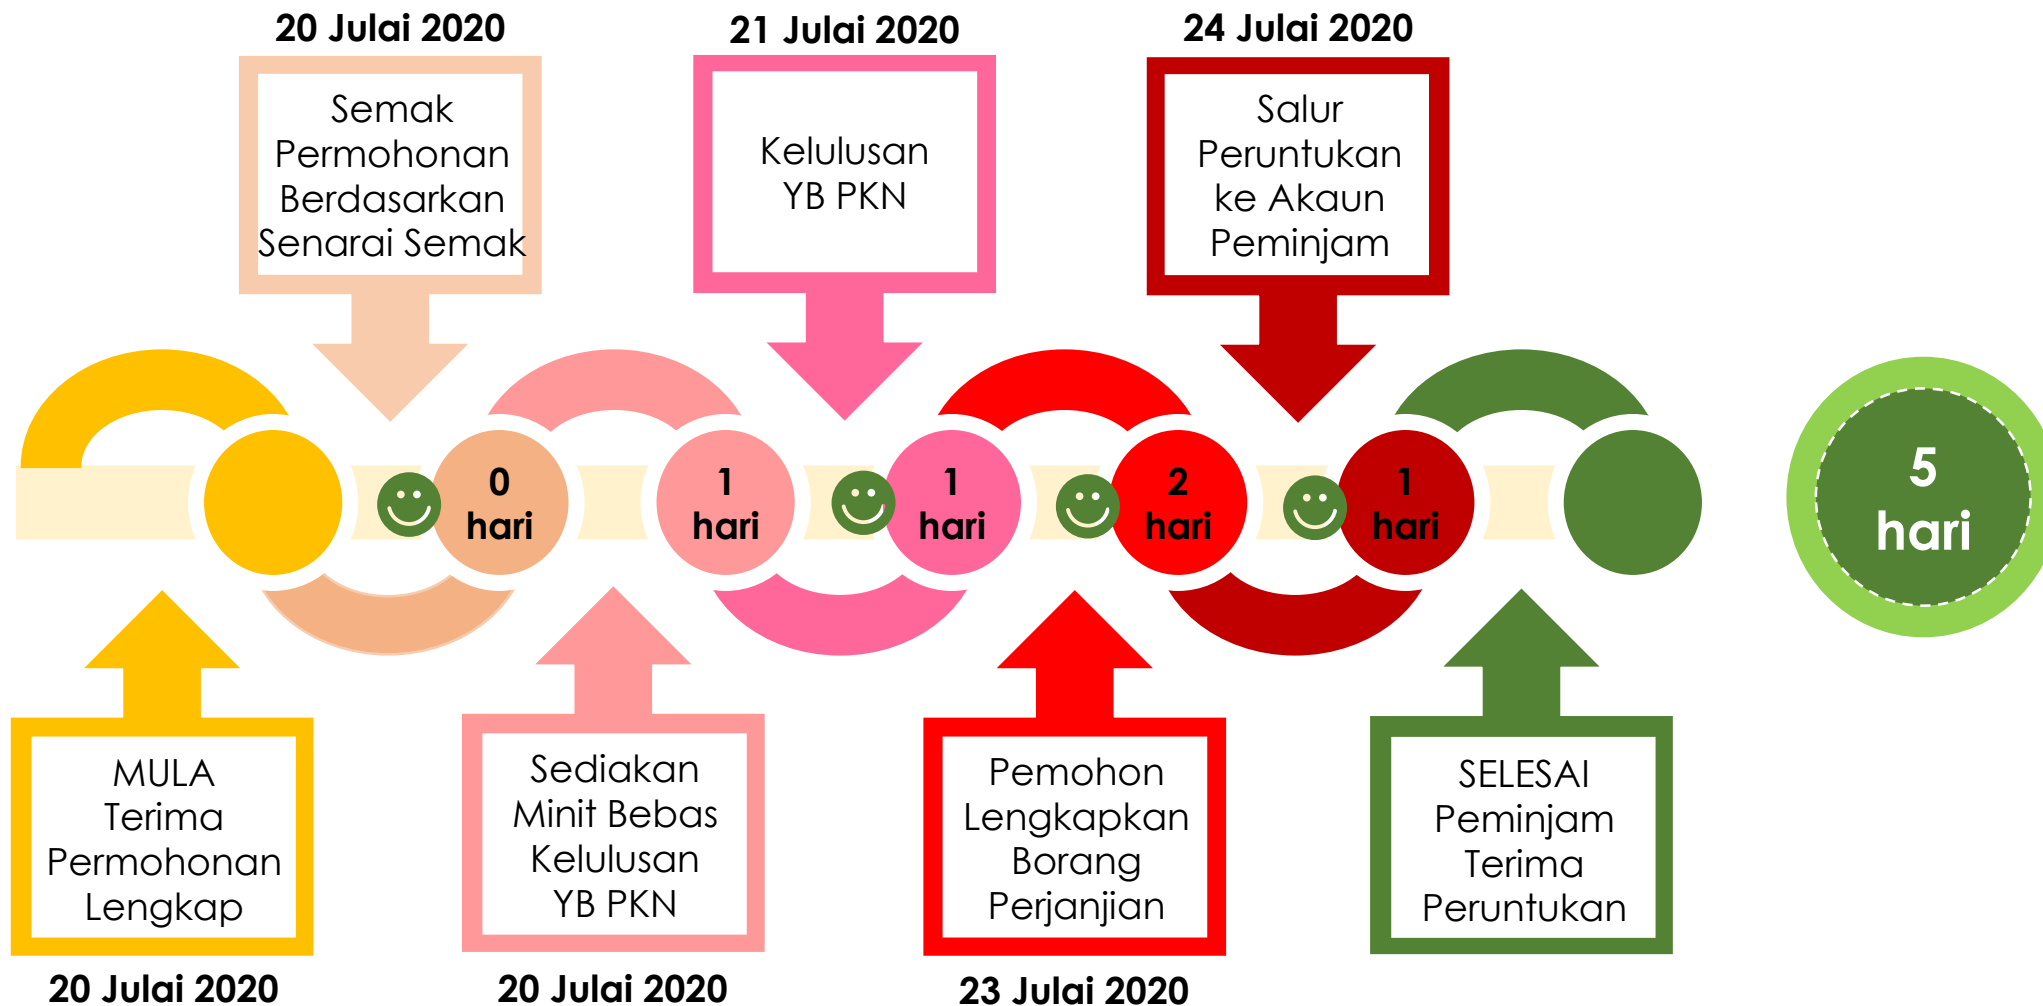 20 Julai 2020
21 Julai 2020
24 Julai 2020
Semak
Permohonan
Berdasarkan
Senarai Semak
Kelulusan
YB PKN
Salur
Peruntukan
ke Akaun
Peminjam
0
hari
1
hari
1
hari
2
hari
1
hari
5
hari
MULA
Terima
Permohonan
Lengkap
Sediakan
Minit Bebas
Kelulusan
YB PKN
Pemohon
Lengkapkan
Borang
Perjanjian
SELESAI
Peminjam
Terima
Peruntukan
20 Julai 2020
20 Julai 2020
23 Julai 2020